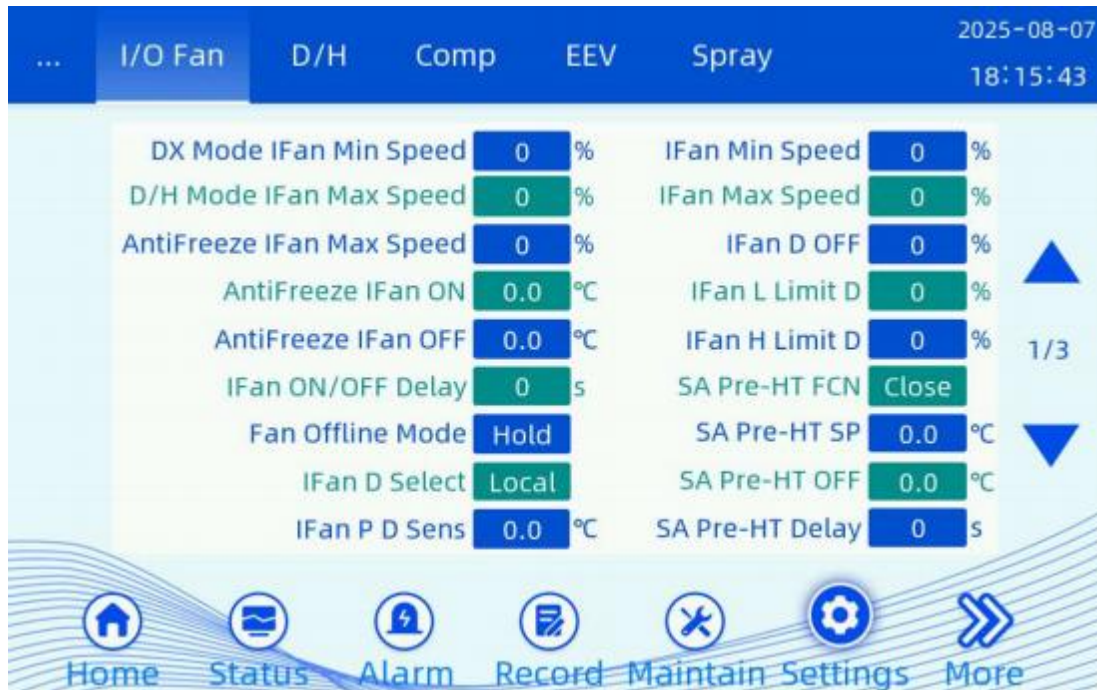 ... I/O Fan D/H Comp EEV Spray 2025-08-07
18:15:43
DX Mode IFan Min Speed 0 % IFan Min Speed 0 %
D/H Mode IFan Max Speed 0 % IFan Max Speed 0 %
AntiFreeze IFan Max Speed 0 % IFan D OFF 0 %
AntiFreeze IFan ON 0.0 ℃ IFan L Limit D 0 %
AntiFreeze IFan OFF 0.0 ℃ IFan H Limit D 0 % 1/3
IFan ON/OFF Delay 0 s SA Pre-HT FCN Close
Fan Offline Mode Hold SA Pre-HT SP 0.0 ℃
IFan D Select Local SA Pre-HT OFF 0.0 ℃
IFan P D Sens 0.0 ℃ SA Pre-HT Delay 0 s
Home Status Alarm Record Maintain Settings More